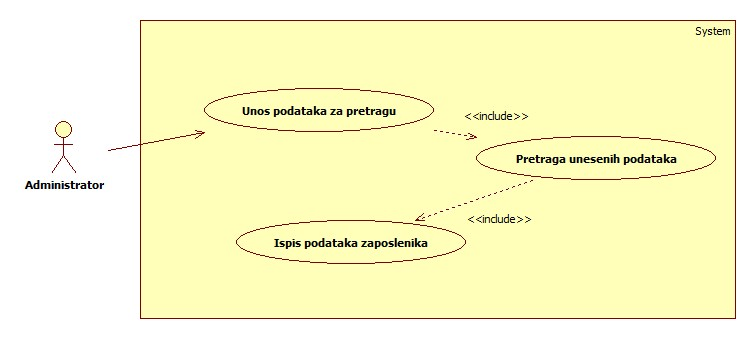 System
Unos podataka za pretragu
<<include>>
Pretraga unesenih podataka
Administrator
<<include>>
Ispis podataka zaposlenika